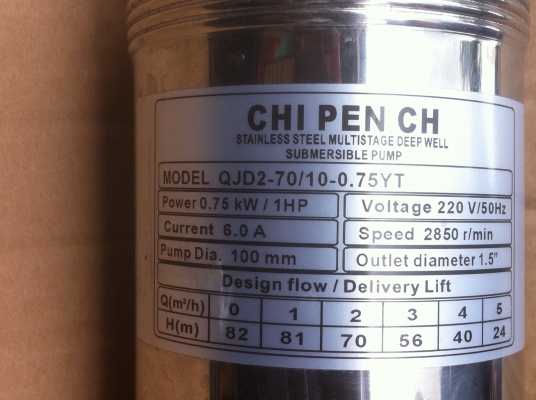 CHI PEN CH
STAINLESS STEEL MULTISTAGE DEEP WELL
SUBMERSIBLE PUMP
MODEL QJD2-70/10-0.75YT
Power 0.75 kW / 1HP Voltage 220 V/50Hz
Current 6.0 A Speed 2850 r/min
Pump Dia. 100 mm Outlet diameter 1.5"
Design flow / Delivery Lift
Q(m³/h) 0 1 2 3 4 5
H(m) 82 81 70 56 40 24